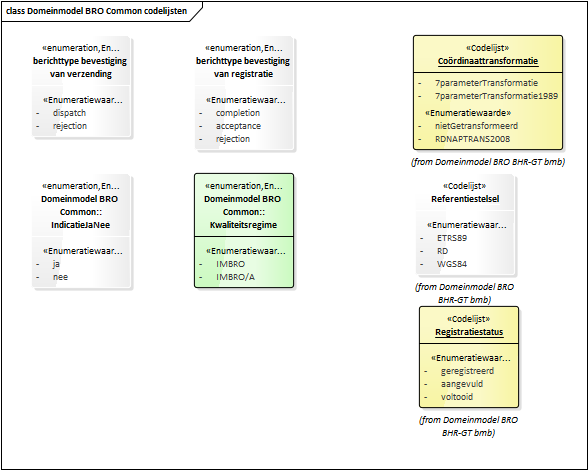 class Domeinmodel BRO Common codelijsten
«enumeration,En...
berichttype bevestiging
van verzending
«Enumeratiewaar...
- dispatch
- rejection
«enumeration,En...
berichttype bevestiging
van registratie
«Enumeratiewaar...
- completion
- acceptance
- rejection
«Codelijst»
Coördinaattransformatie
- 7parameterTransformatie
- 7parameterTransformatie1989
«Enumeratiewaarde»
- nietGetransformeerd
- RDNAPTRANS2008
(from Domeinmodel BRO BHR-GT bmb)
«enumeration,En...
Domeinmodel BRO
Common::
IndicatieJaNee
«Enumeratiewaar...
- ja
- nee
«enumeration,En...
Domeinmodel BRO
Common::
Kwaliteitsregime
«Enumeratiewaar...
- IMBRO
- IMBRO/A
«Codelijst»
Referentiestelsel
«Enumeratiewaar...
- ETRS89
- RD
- WGS84
(from Domeinmodel BRO
BHR-GT bmb)
«Codelijst»
Registratiestatus
«Enumeratiewaar...
- geregistreerd
- aangevuld
- voltooid
(from Domeinmodel BRO
BHR-GT bmb)